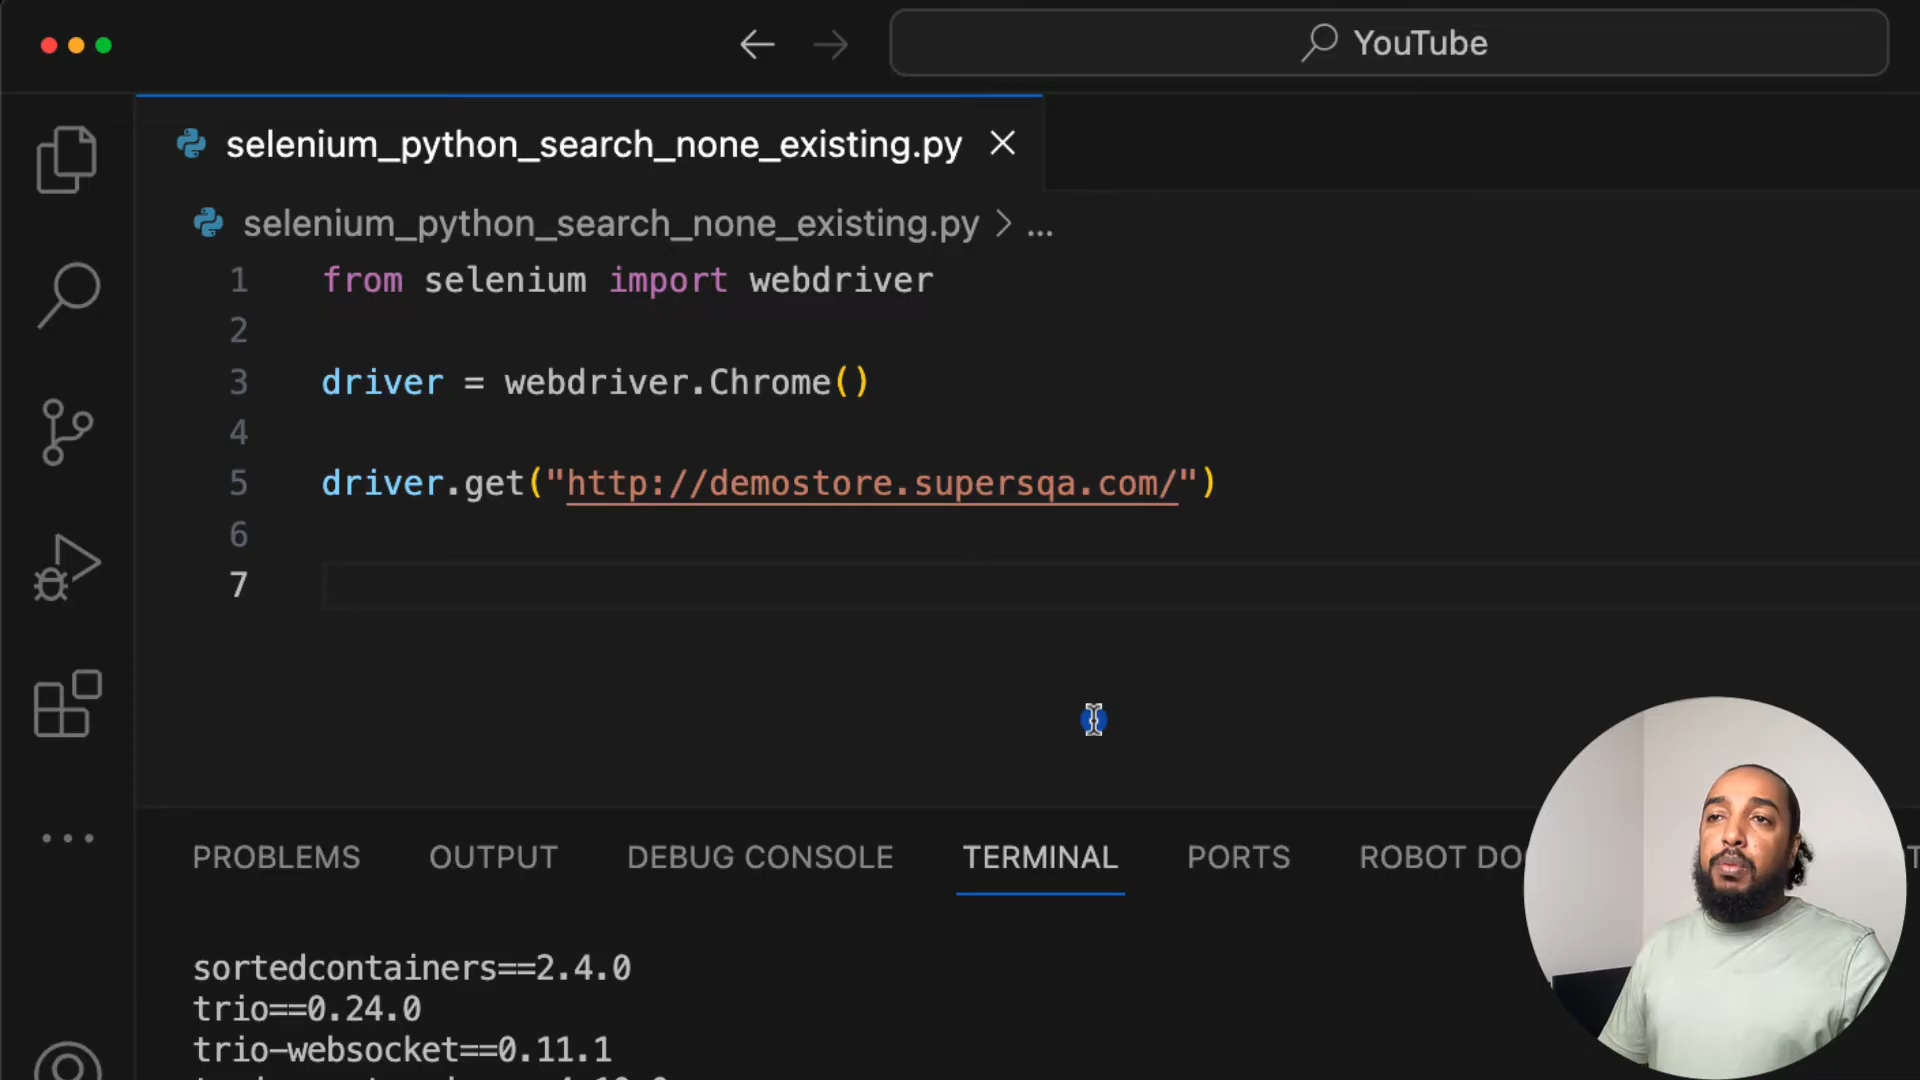 YouTube
selenium_python_search_none_existing.py
selenium_python_search_none_existing.py > ...
1 from selenium import webdriver
2
3 driver = webdriver.Chrome()
4
5 driver.get("http://demostore.supersqa.com/")
6
7
PROBLEMS OUTPUT DEBUG CONSOLE TERMINAL PORTS ROBOT DO
sortedcontainers==2.4.0
trio==0.24.0
trio-websocket==0.11.1